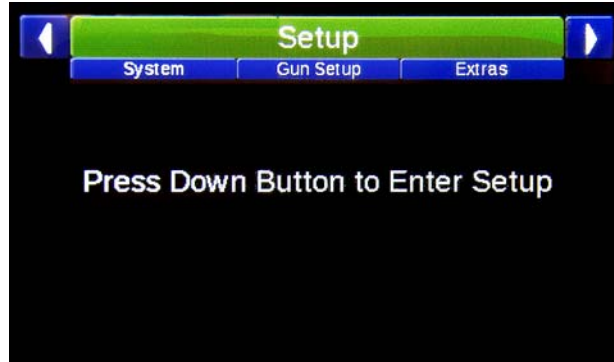 Setup
System Gun Setup Extras
Press Down Button to Enter Setup